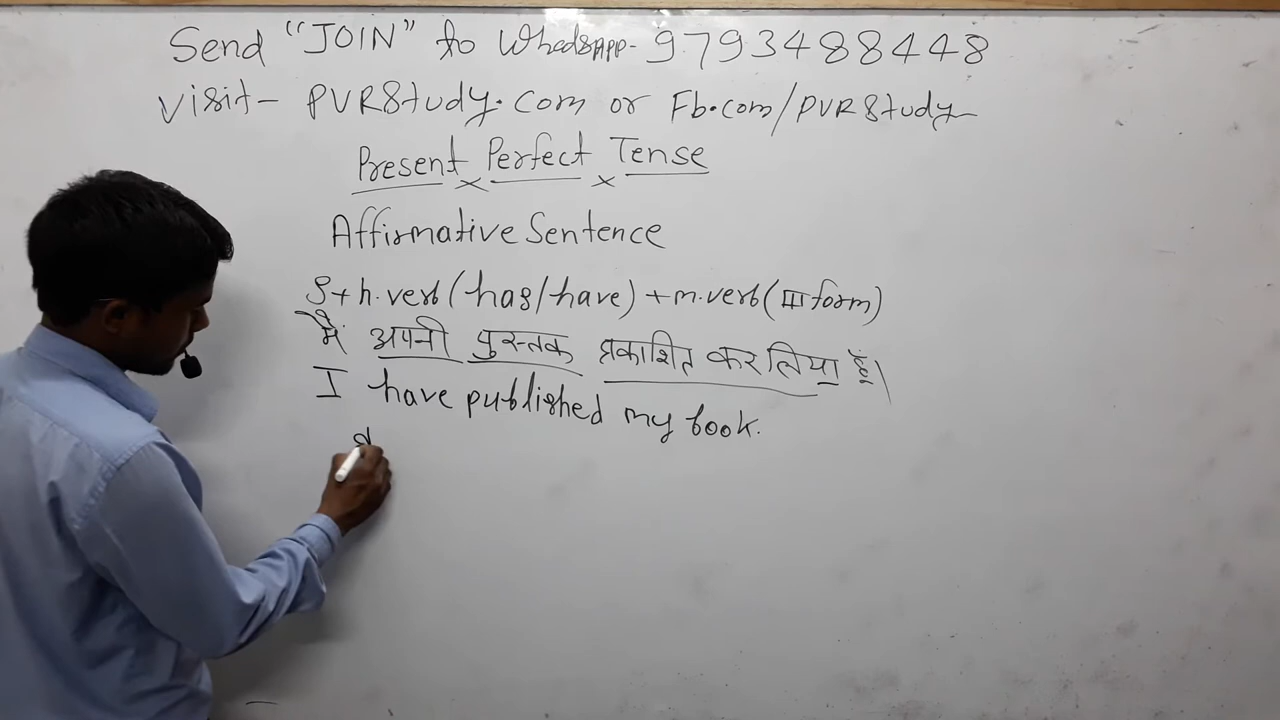 Send "JOIN" to WhatsAPP- 9793488448
visit- PVRStudy.com or Fb.com/PVRStudy
Present Perfect Tense
Affirmative Sentence
S+h.verb(has/have)+m.verb(III form)
मैं अपनी पुस्तक प्रकाशित कर लिया हूँ।
I have published my book.